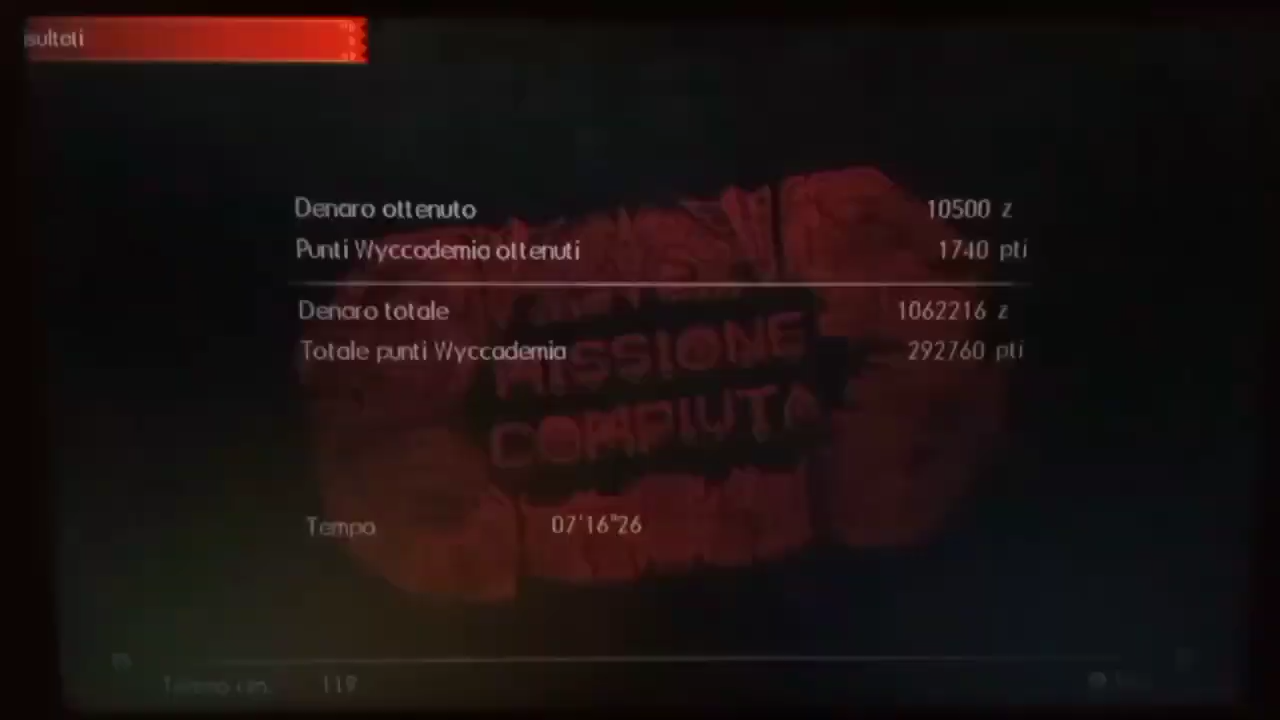 sultati
Denaro ottenuto 10500 z
Punti Wyccademia ottenuti 1740 pti
Denaro totale 1062216 z
Totale punti Wyccademia 292760 pti
MISSIONE
COMPIUTA
Tempo 07'16"26
119